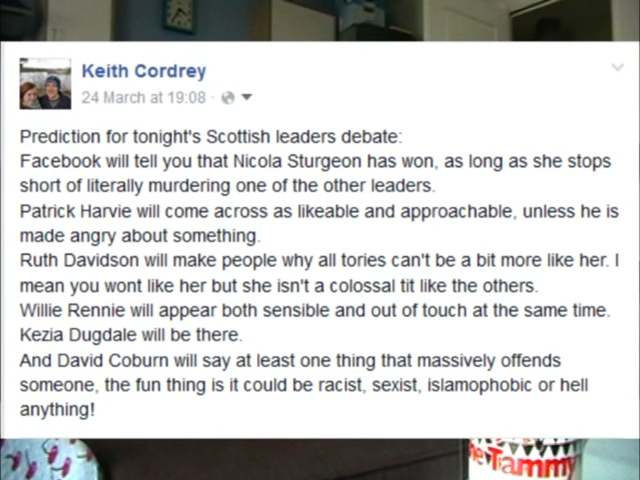 Keith Cordrey
24 March at 19:08 ·
Prediction for tonight's Scottish leaders debate:
Facebook will tell you that Nicola Sturgeon has won, as long as she stops
short of literally murdering one of the other leaders.
Patrick Harvie will come across as likeable and approachable, unless he is
made angry about something.
Ruth Davidson will make people why all tories can't be a bit more like her. I
mean you wont like her but she isn't a colossal tit like the others.
Willie Rennie will appear both sensible and out of touch at the same time.
Kezia Dugdale will be there.
And David Coburn will say at least one thing that massively offends
someone, the fun thing is it could be racist, sexist, islamophobic or hell
anything!
he Tammy